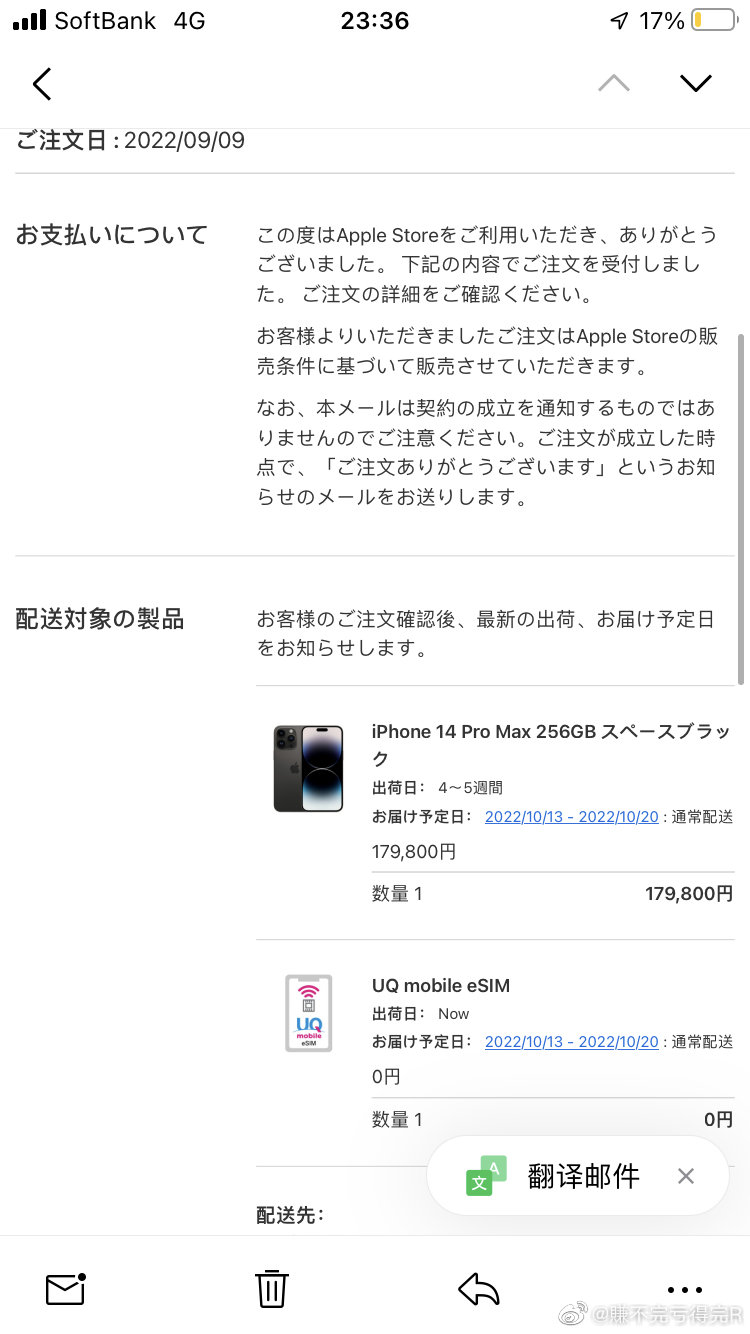 SoftBank 4G 23:36 17%
ご注文日 : 2022/09/09
お支払いについて
この度はApple Storeをご利用いただき、ありがとう
ございました。 下記の内容でご注文を受付しまし
た。 ご注文の詳細をご確認ください。
お客様よりいただきましたご注文はApple Storeの販
売条件に基づいて販売させていただきます。
なお、本メールは契約の成立を通知するものではあ
りませんのでご注意ください。ご注文が成立した時
点で、「ご注文ありがとうございます」というお知
らせのメールをお送りします。
配送対象の製品
お客様のご注文確認後、最新の出荷、お届け予定日
をお知らせします。
iPhone 14 Pro Max 256GB スペースブラッ
ク
出荷日： 4〜5週間
お届け予定日： 2022/10/13 - 2022/10/20 : 通常配送
179,800円
数量 1 179,800円
UQ
mobile
eSIM
UQ mobile eSIM
出荷日： Now
お届け予定日： 2022/10/13 - 2022/10/20 : 通常配送
0円
数量 1 0円
文 A 翻译邮件
配送先：
@赚不完亏得完R